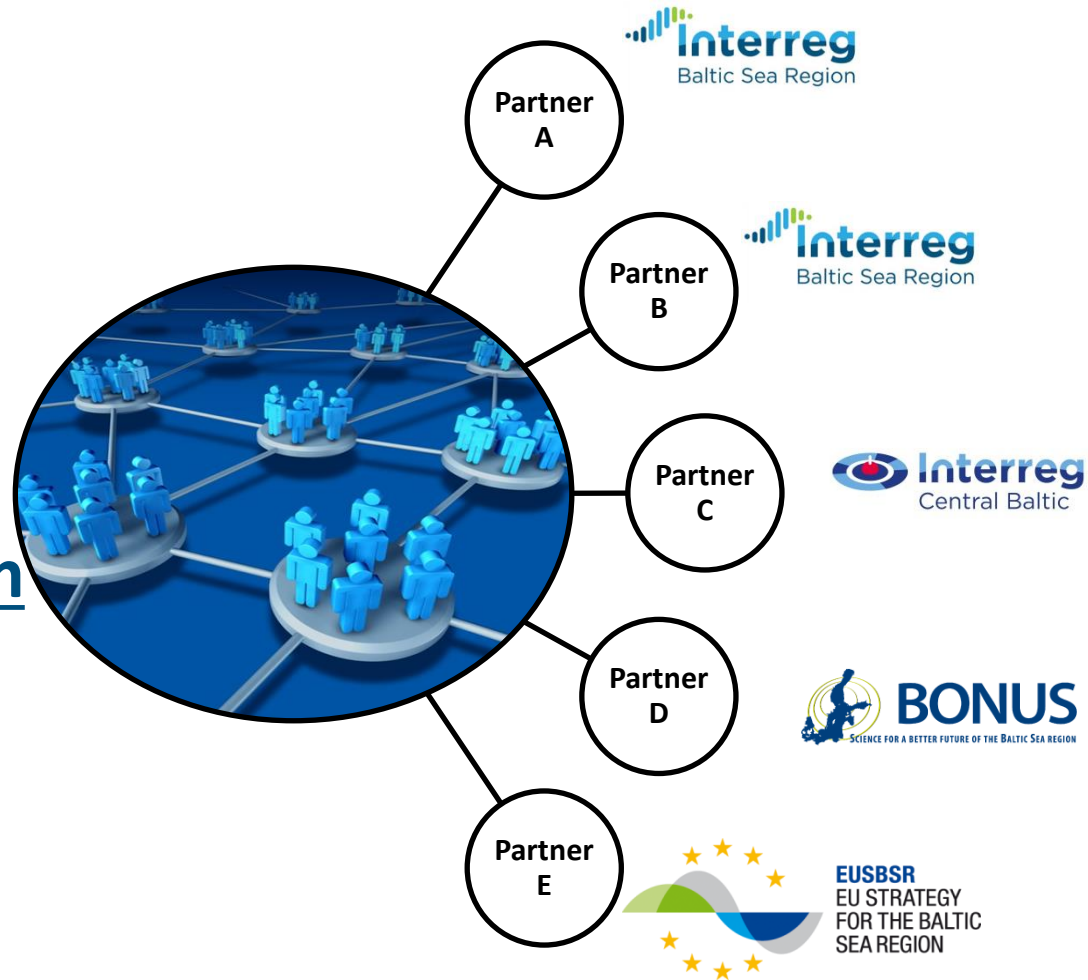 Interreg
Baltic Sea Region
Partner
A
Interreg
Baltic Sea Region
Partner
B
Partner
C
Interreg
Central Baltic
Partner
D
BONUS
SCIENCE FOR A BETTER FUTURE OF THE BALTIC SEA REGION
Partner
E
EUSBSR
EU STRATEGY
FOR THE BALTIC
SEA REGION